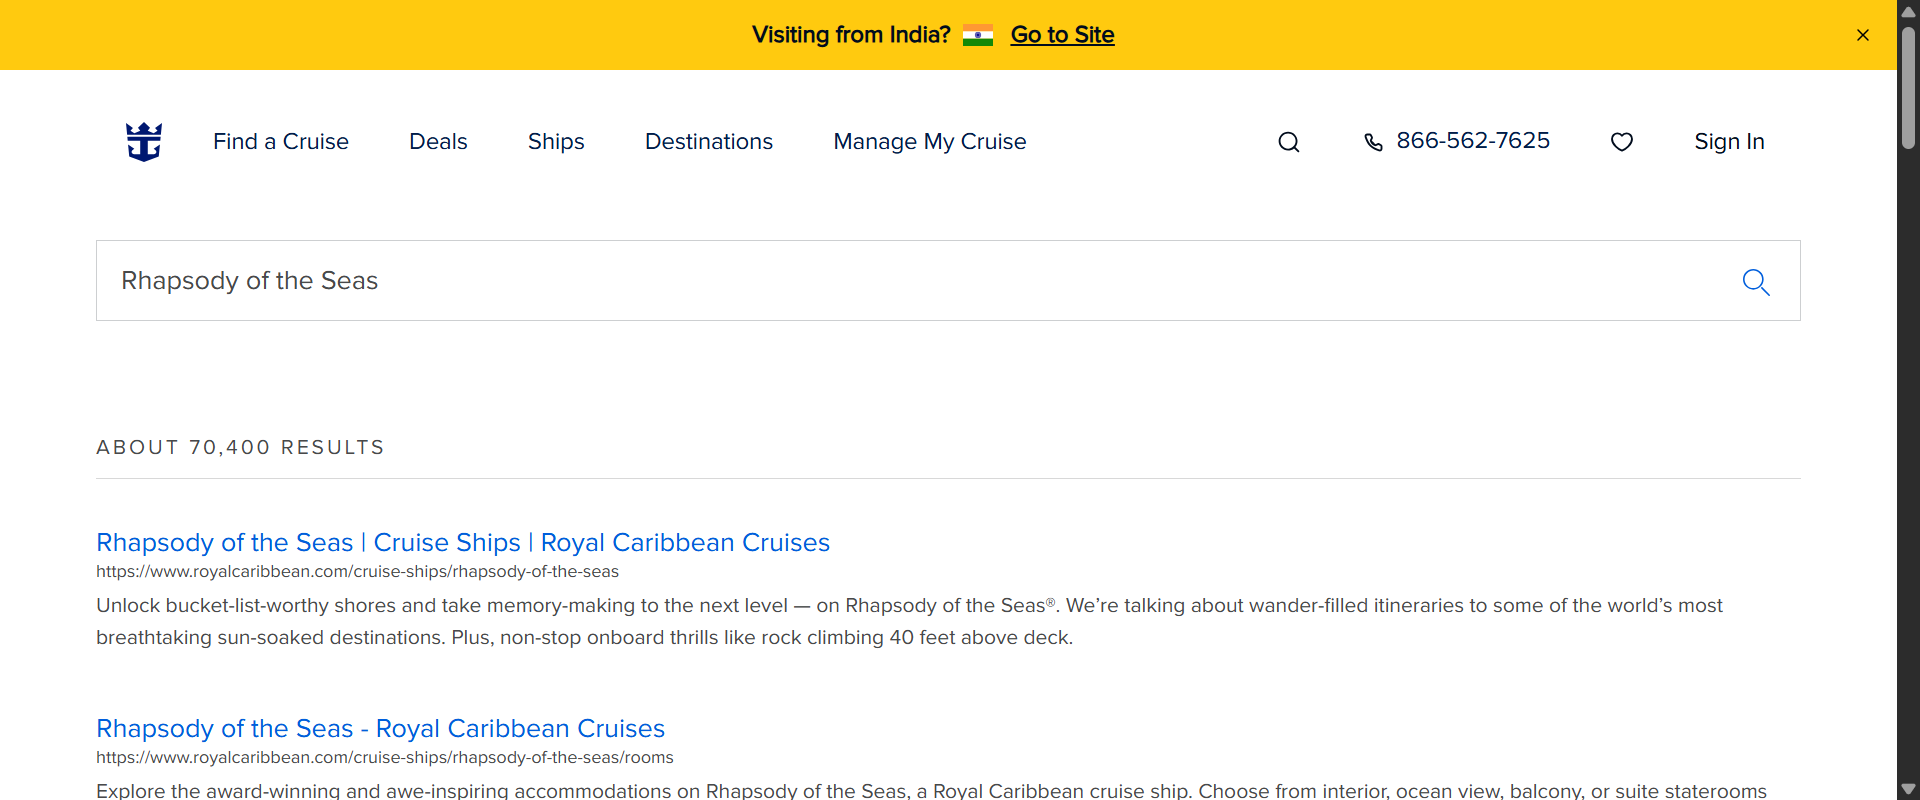 Visiting from India? Go to Site
Find a Cruise Deals Ships Destinations Manage My Cruise 866-562-7625 Sign In
Rhapsody of the Seas
ABOUT 70,400 RESULTS
Rhapsody of the Seas | Cruise Ships | Royal Caribbean Cruises
https://www.royalcaribbean.com/cruise-ships/rhapsody-of-the-seas
Unlock bucket-list-worthy shores and take memory-making to the next level — on Rhapsody of the Seas®. We’re talking about wander-filled itineraries to some of the world’s most
breathtaking sun-soaked destinations. Plus, non-stop onboard thrills like rock climbing 40 feet above deck.
Rhapsody of the Seas - Royal Caribbean Cruises
https://www.royalcaribbean.com/cruise-ships/rhapsody-of-the-seas/rooms
Explore the award-winning and awe-inspiring accommodations on Rhapsody of the Seas, a Royal Caribbean cruise ship. Choose from interior, ocean view, balcony, or suite staterooms